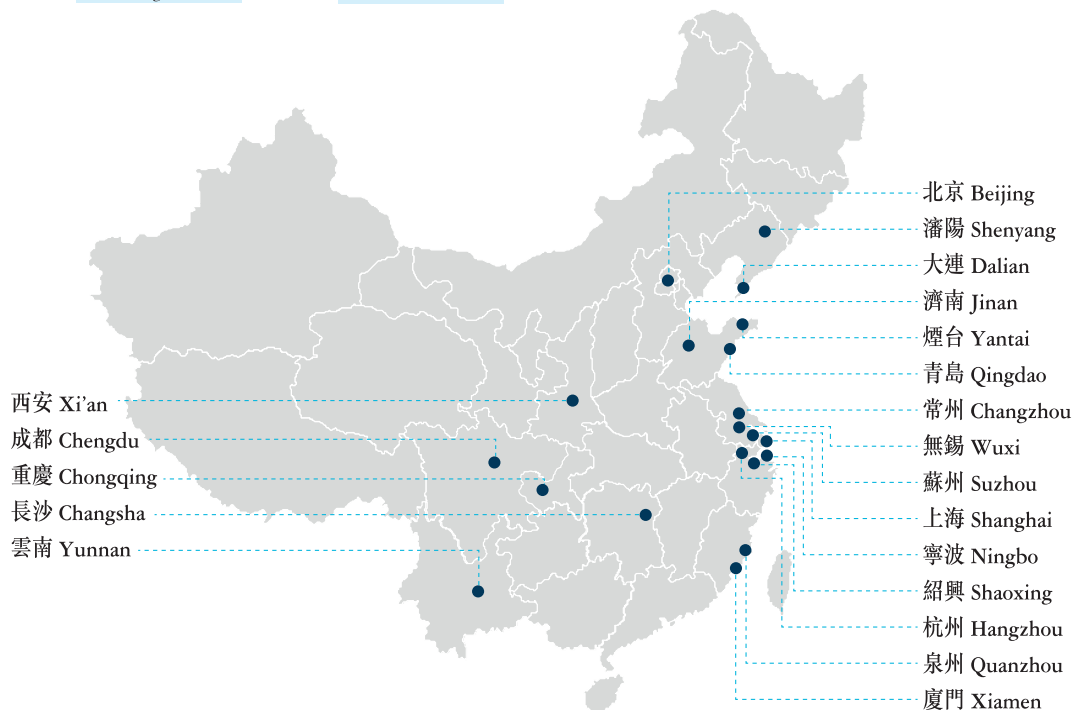 北京 Beijing
瀋陽 Shenyang
大連 Dalian
濟南 Jinan
煙台 Yantai
青島 Qingdao
常州 Changzhou
無錫 Wuxi
蘇州 Suzhou
上海 Shanghai
寧波 Ningbo
紹興 Shaoxing
杭州 Hangzhou
泉州 Quanzhou
廈門 Xiamen
西安 Xi’an
成都 Chengdu
重慶 Chongqing
長沙 Changsha
雲南 Yunnan